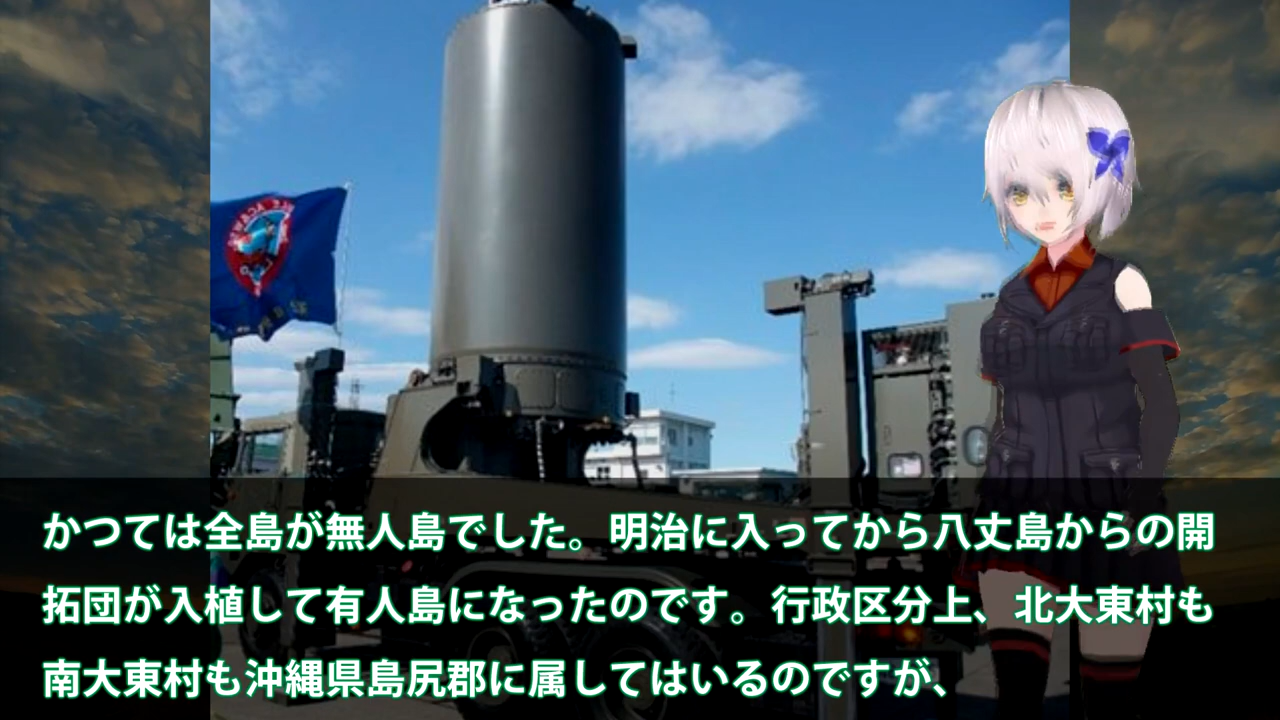 かつては全島が無人島でした。明治に入ってから八丈島からの開
拓団が入植して有人島になったのです。行政区分上、北大東村も
南大東村も沖縄県島尻郡に属してはいるのですが、